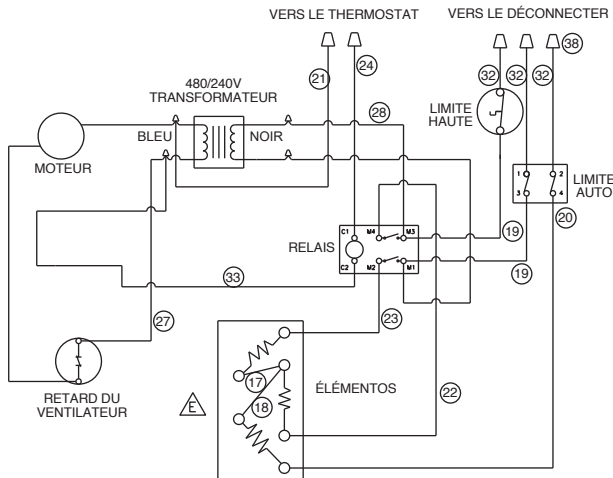 VERS LE THERMOSTAT
VERS LE DÉCONNECTER
38
21
24
32
32
32
480/240V
TRANSFORMATEUR
28
LIMITE
HAUTE
BLEU
NOIR
MOTEUR
1
2
3
4
LIMITE
AUTO
20
C1
M4
M3
RELAIS
19
C2
M2
M1
19
33
27
23
17
ÉLÉMENTOS
22
18
E
RETARD DU
VENTILATEUR